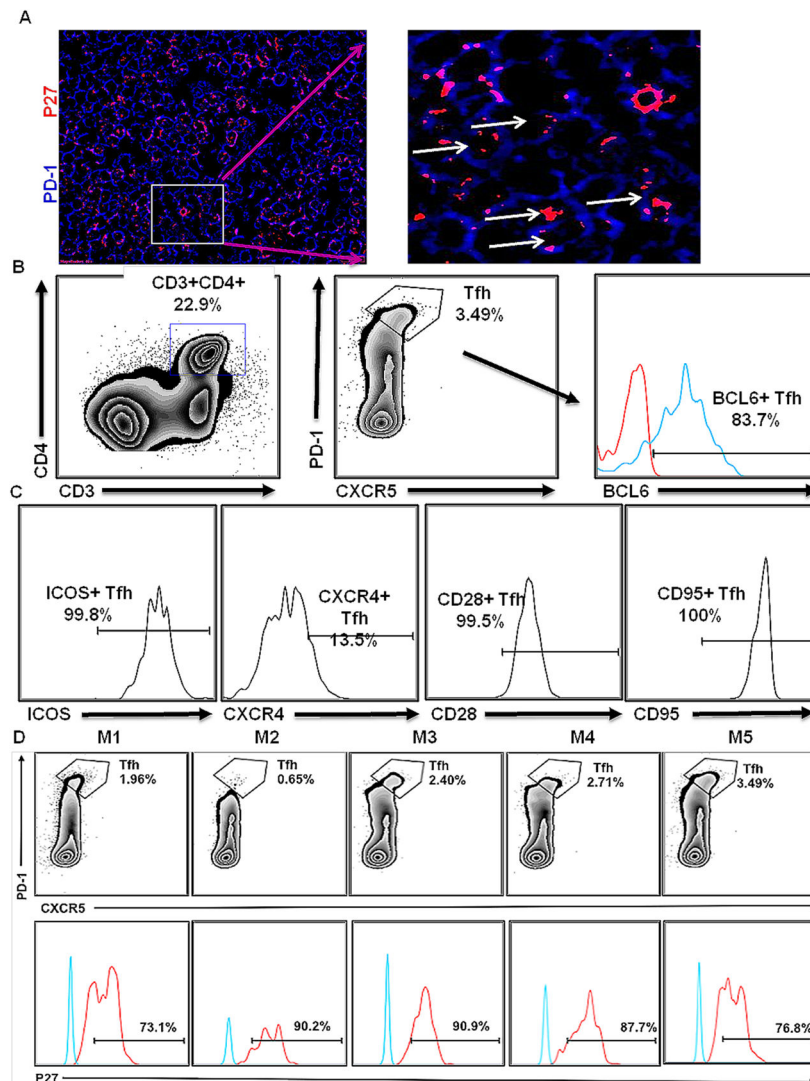 A
P27
PD-1
B
CD3+CD4+
22.9%
Tfh
3.49%
BCL6+ Tfh
83.7%
CD4
CD3
PD-1
CXCR5
BCL6
C
ICOS+ Tfh
99.8%
CXCR4+
Tfh
13.5%
CD28+ Tfh
99.5%
CD95+ Tfh
100%
ICOS
CXCR4
CD28
CD95
D
M1
M2
M3
M4
M5
Tfh
1.96%
Tfh
0.65%
Tfh
2.40%
Tfh
2.71%
Tfh
3.49%
PD-1
CXCR5
73.1%
90.2%
90.9%
87.7%
76.8%
P27